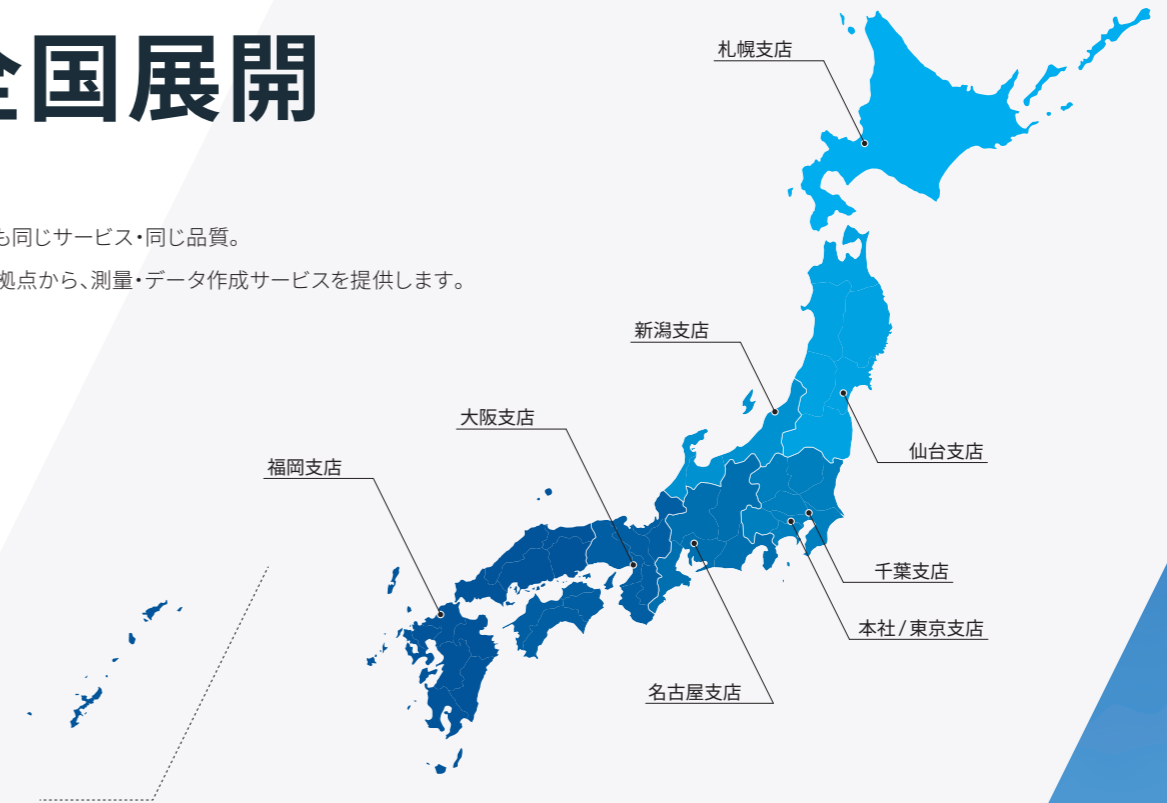 全国展開
も同じサービス・同じ品質。
拠点から、測量・データ作成サービスを提供します。
札幌支店
新潟支店
大阪支店
仙台支店
福岡支店
千葉支店
本社/東京支店
名古屋支店